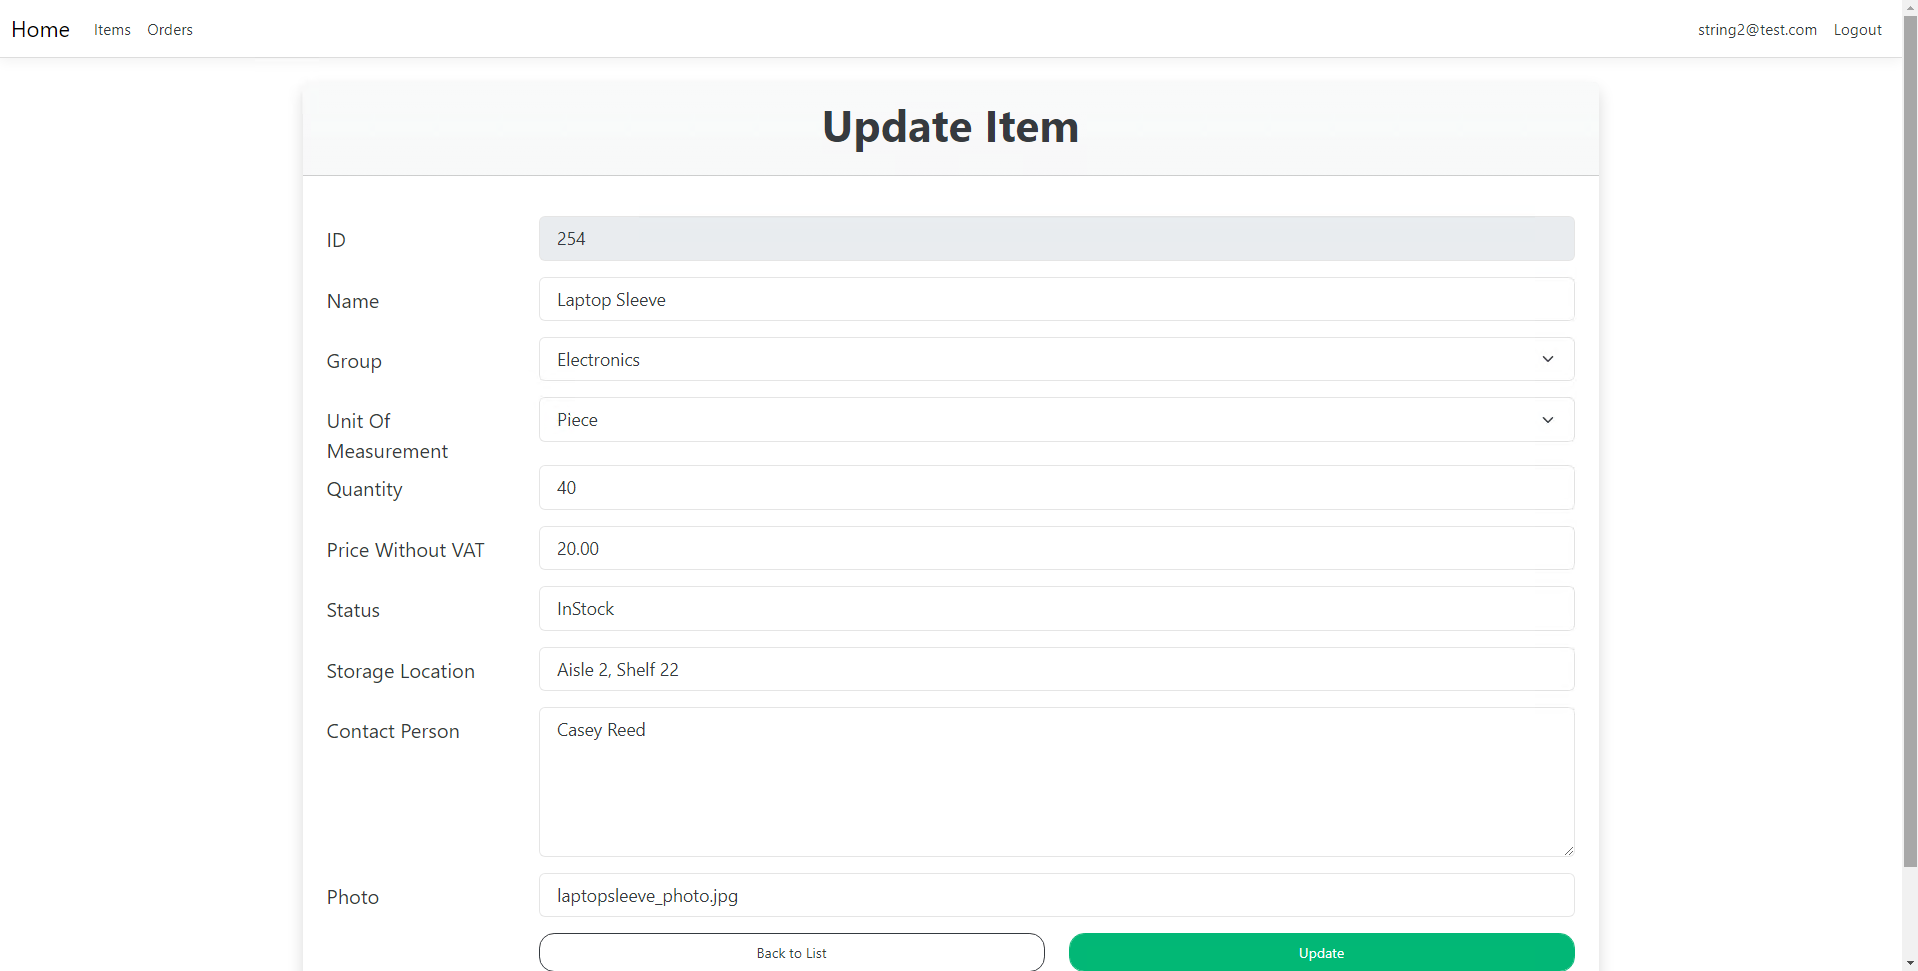 Home Items Orders string2@test.com Logout
Update Item
ID 254
Name Laptop Sleeve
Group Electronics
Unit Of Measurement Piece
Quantity 40
Price Without VAT 20.00
Status InStock
Storage Location Aisle 2, Shelf 22
Contact Person Casey Reed
Photo laptopsleeve_photo.jpg
Back to List Update